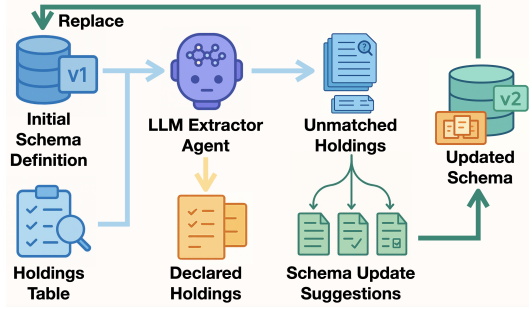 Replace
v1
Initial
Schema
Definition
LLM Extractor
Agent
Unmatched
Holdings
v2
Updated
Schema
Holdings
Table
Declared
Holdings
Schema Update
Suggestions